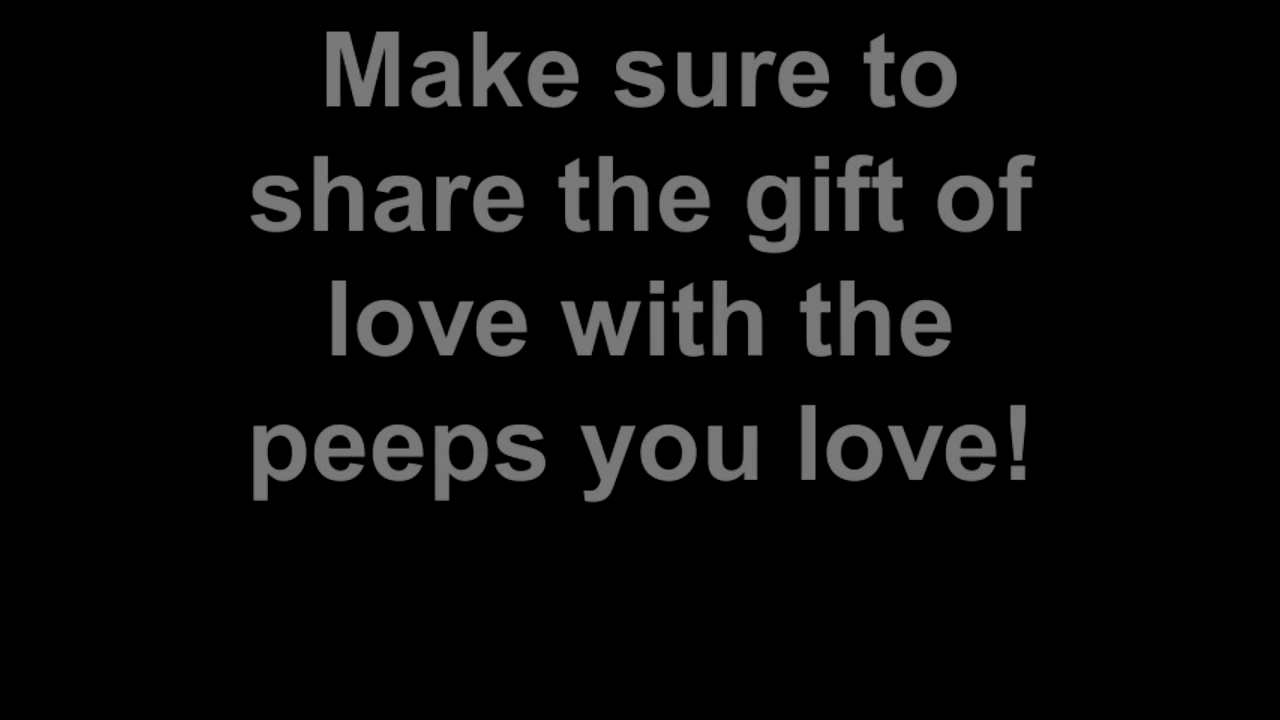 Make sure to
share the gift of
love with the
peeps you love!